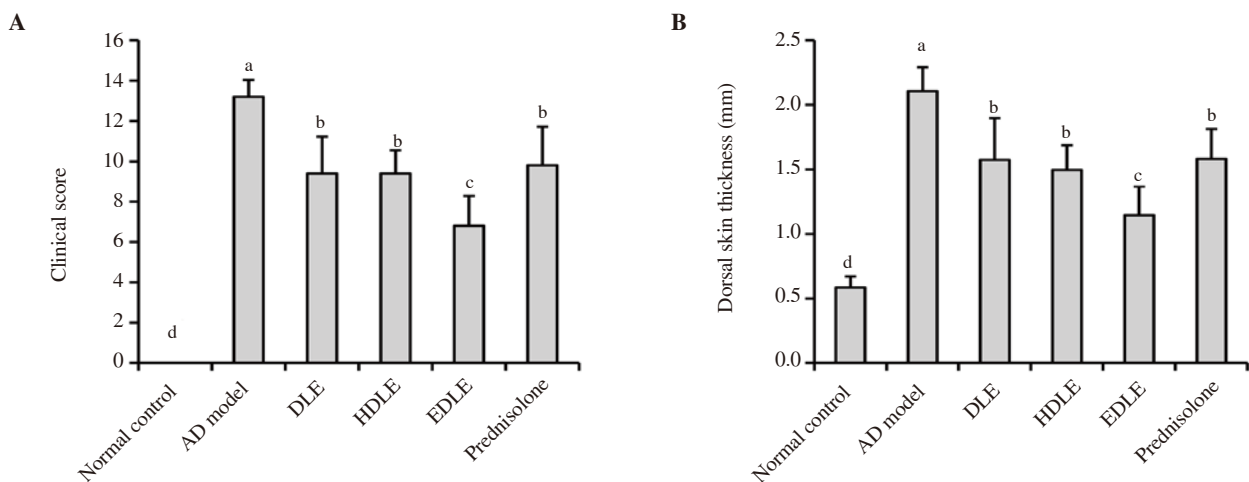 A
Clinical score
16
14
12
10
8
6
4
2
0
d
a
b
b
c
b
Normal control
AD model
DLE
HDLE
EDLE
Prednisolone
B
Dorsal skin thickness (mm)
2.5
2.0
1.5
1.0
0.5
0.0
d
a
b
b
c
b
Normal control
AD model
DLE
HDLE
EDLE
Prednisolone